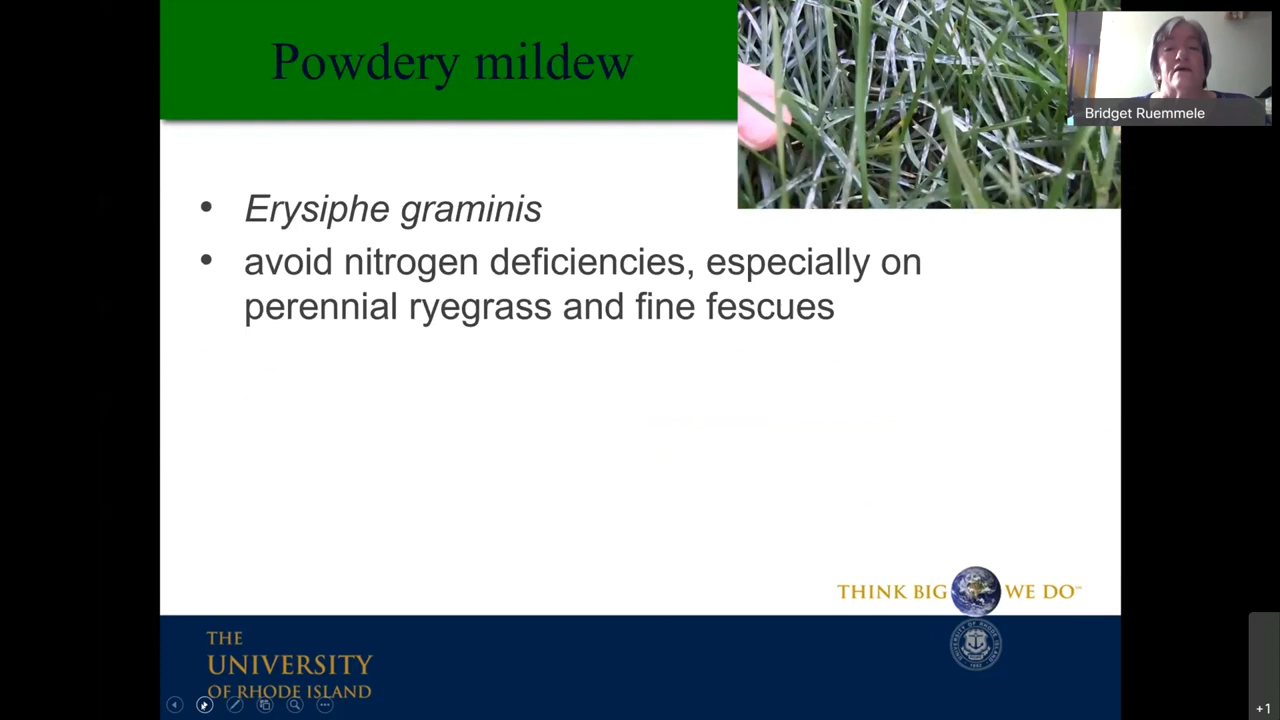 Powdery mildew
Bridget Ruemmele
• Erysiphe graminis
• avoid nitrogen deficiencies, especially on
perennial ryegrass and fine fescues
THINK BIG WE DO℠
THE
UNIVERSITY
OF RHODE ISLAND
+1